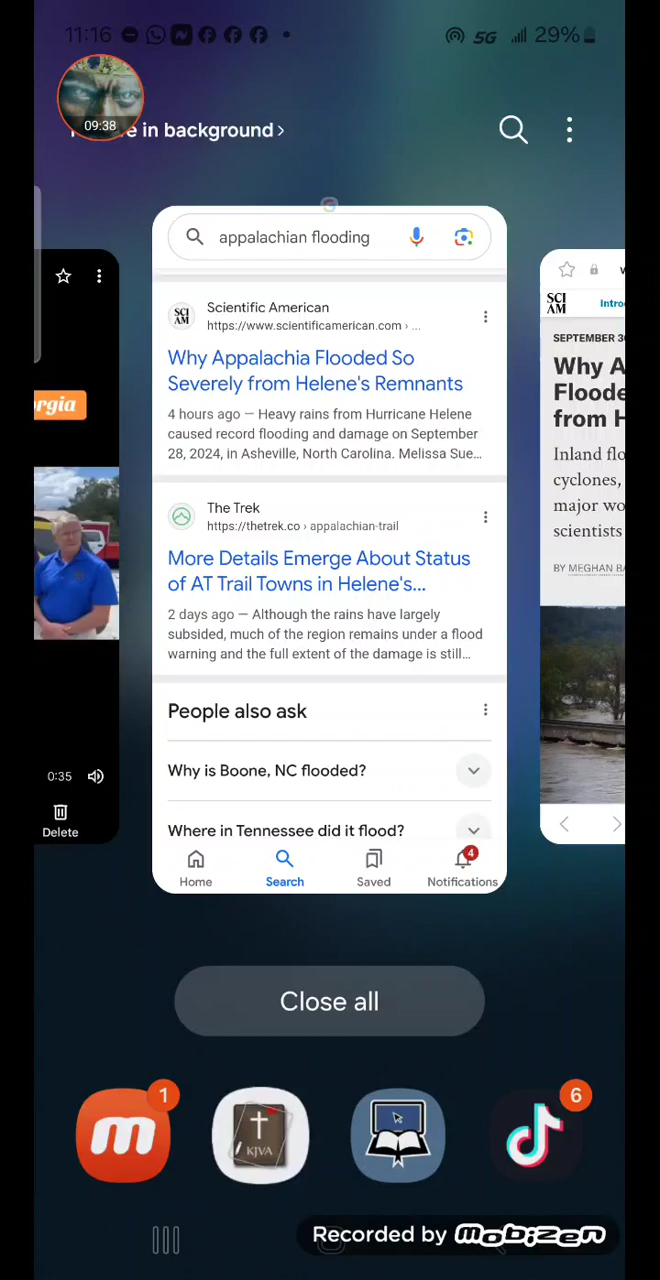 11:16
5G
29%
09:38
e in background >
appalachian flooding
SCI
AM
Scientific American
https://www.scientificamerican.com › ...
Why Appalachia Flooded So
Severely from Helene's Remnants
4 hours ago — Heavy rains from Hurricane Helene
caused record flooding and damage on September
28, 2024, in Asheville, North Carolina. Melissa Sue...
The Trek
https://thetrek.co › appalachian-trail
More Details Emerge About Status
of AT Trail Towns in Helene's...
2 days ago — Although the rains have largely
subsided, much of the region remains under a flood
warning and the full extent of the damage is still...
People also ask
Why is Boone, NC flooded?
Where in Tennessee did it flood?
Home
Search
Saved
4
Notifications
rgia
0:35
Delete
SCI
AM
Intro
SEPTEMBER 3
Why A
Floode
from H
Inland flo
cyclones,
major wo
scientists
BY MEGHAN BA
Close all
m
1
KJVA
6
Recorded by mobizen